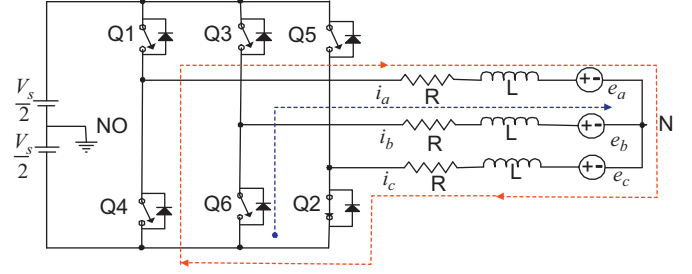 Q1 Q3 Q5
V_s/2
i_a R L e_a
NO
V_s/2
i_b R L e_b N
i_c R L e_c
Q4 Q6 Q2